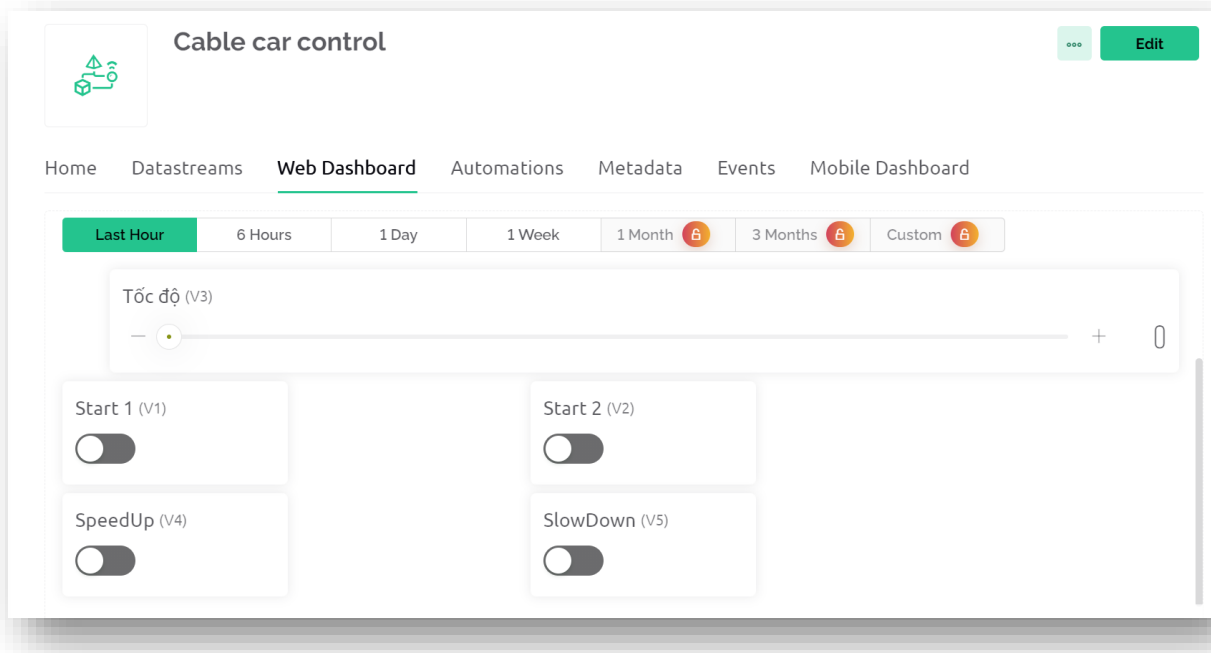 Cable car control
Edit
Home Datastreams Web Dashboard Automations Metadata Events Mobile Dashboard
Last Hour 6 Hours 1 Day 1 Week 1 Month 3 Months Custom
Tốc độ (V3)
Start 1 (V1) Start 2 (V2)
SpeedUp (V4) SlowDown (V5)